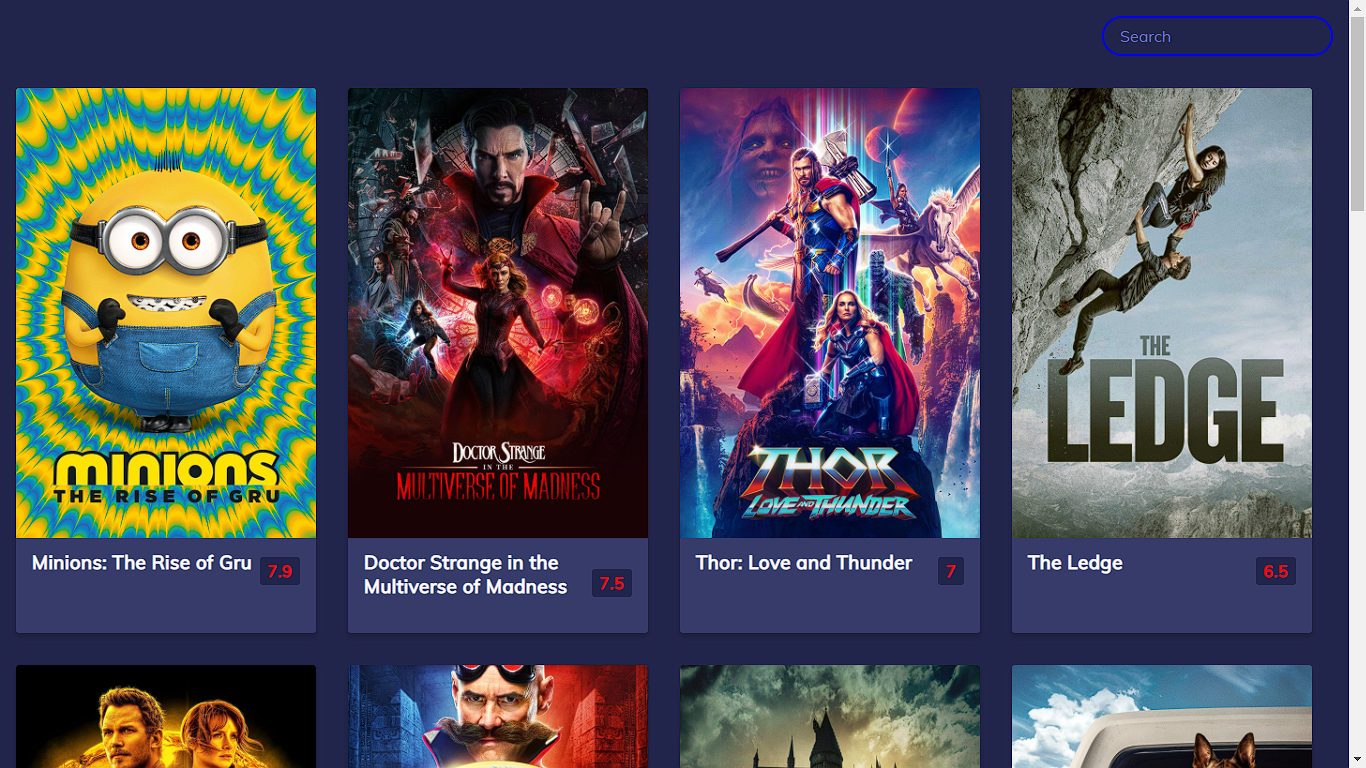 Search
MINIONS
THE RISE OF GRU
DOCTOR STRANGE
IN THE
MULTIVERSE OF MADNESS
THOR
LOVE AND THUNDER
THE
LEDGE
Minions: The Rise of Gru
7.9
Doctor Strange in the
Multiverse of Madness
7.5
Thor: Love and Thunder
7
The Ledge
6.5